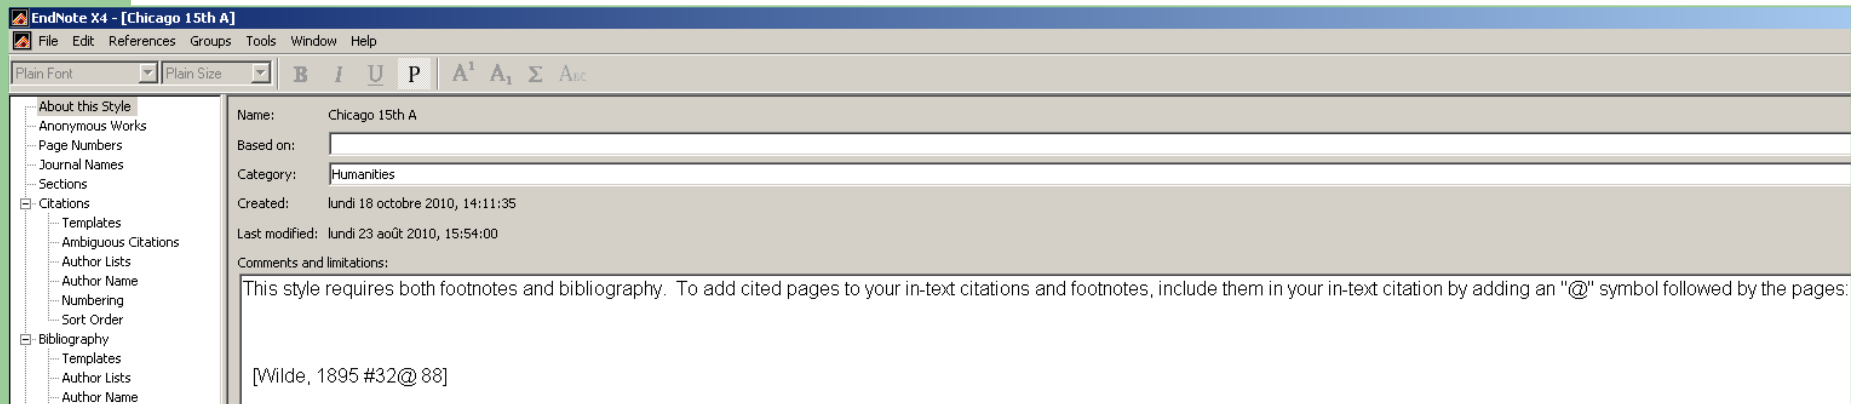 EndNote X4 - [Chicago 15th A]
File Edit References Groups Tools Window Help
Plain Font Plain Size B I U P A1 A1 Σ ABC
About this Style
Anonymous Works
Page Numbers
Journal Names
Sections
Citations
Templates
Ambiguous Citations
Author Lists
Author Name
Numbering
Sort Order
Bibliography
Templates
Author Lists
Author Name
Name: Chicago 15th A
Based on:
Category: Humanities
Created: lundi 18 octobre 2010, 14:11:35
Last modified: lundi 23 août 2010, 15:54:00
Comments and limitations:
This style requires both footnotes and bibliography. To add cited pages to your in-text citations and footnotes, include them in your in-text citation by adding an "@" symbol followed by the pages:
[Wilde, 1895 #32@ 88]